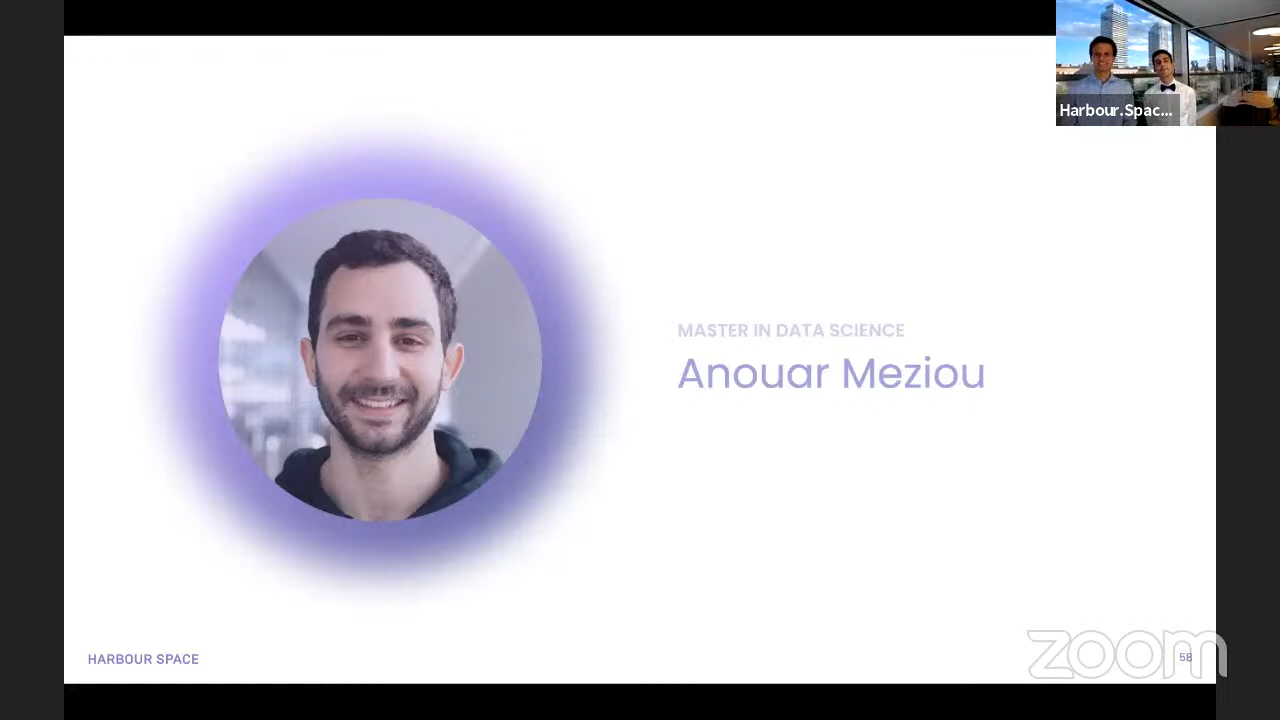 Harbour.Spac...
MASTER IN DATA SCIENCE
Anouar Meziou
HARBOUR SPACE
58
zoom